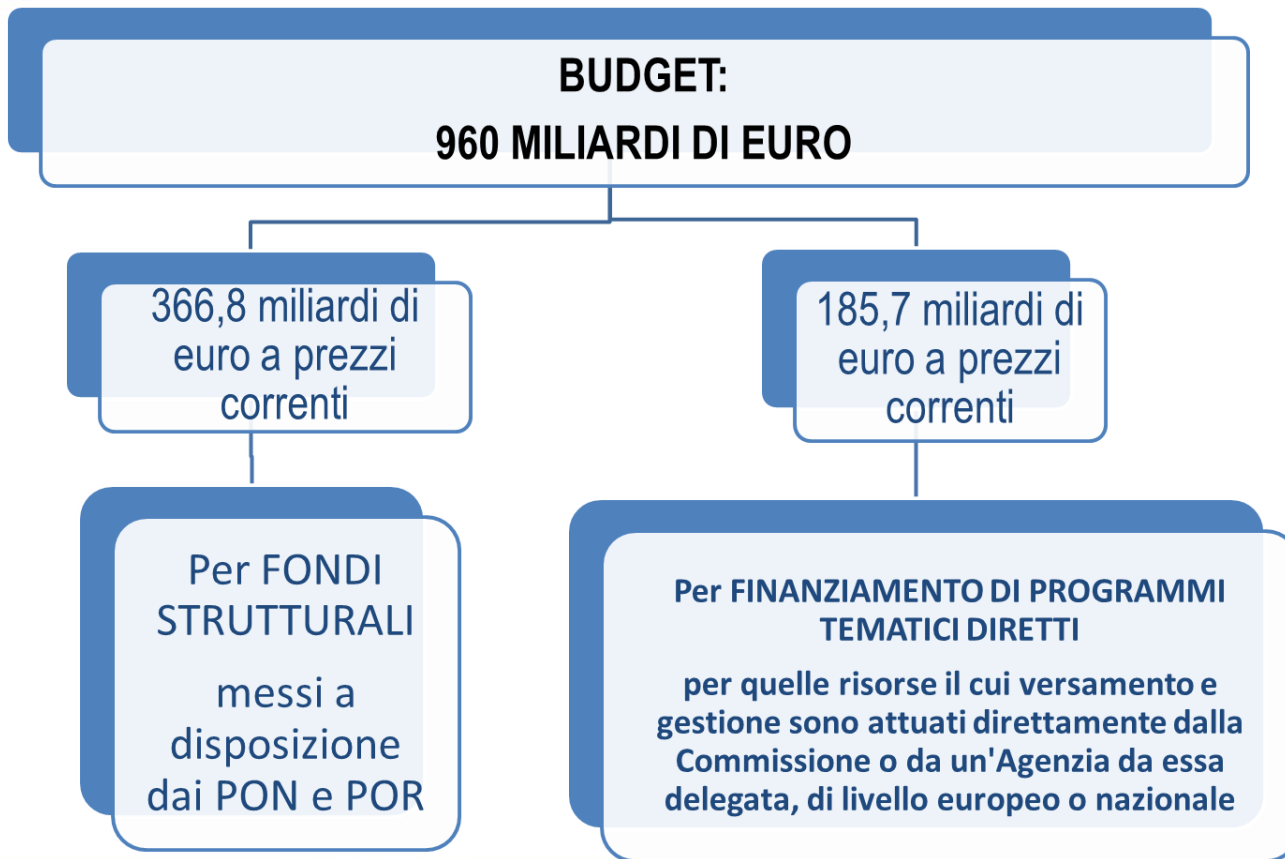 BUDGET:
960 MILIARDI DI EURO
366,8 miliardi di
euro a prezzi
correnti
185,7 miliardi di
euro a prezzi
correnti
Per FONDI
STRUTTURALI
messi a
disposizione
dai PON e POR
Per FINANZIAMENTO DI PROGRAMMI
TEMATICI DIRETTI
per quelle risorse il cui versamento e
gestione sono attuati direttamente dalla
Commissione o da un'Agenzia da essa
delegata, di livello europeo o nazionale